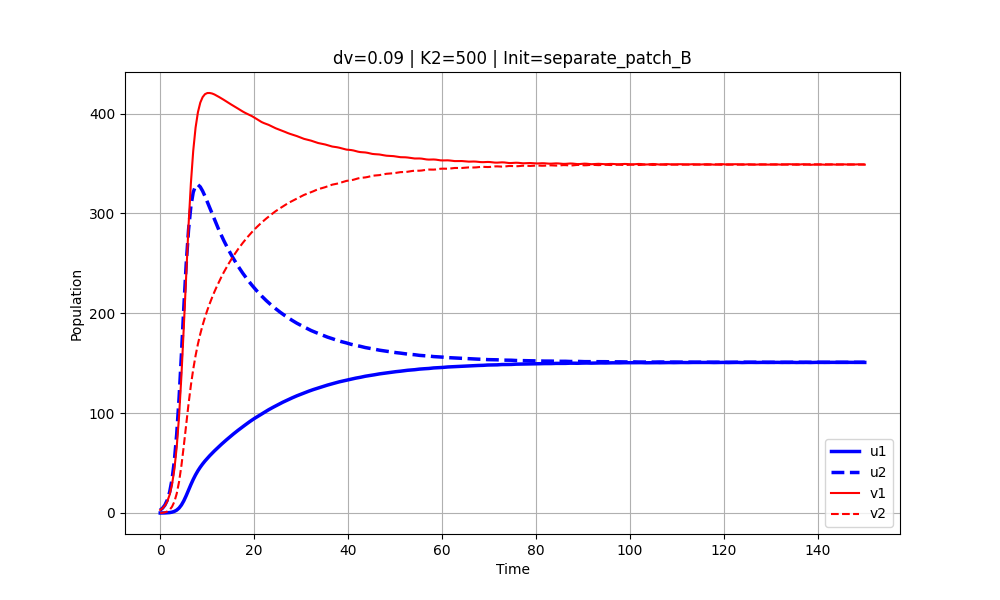 dv=0.09 | K2=500 | Init=separate_patch_B
Population
400
300
200
100
0
0 20 40 60 80 100 120 140
Time
u1
u2
v1
v2